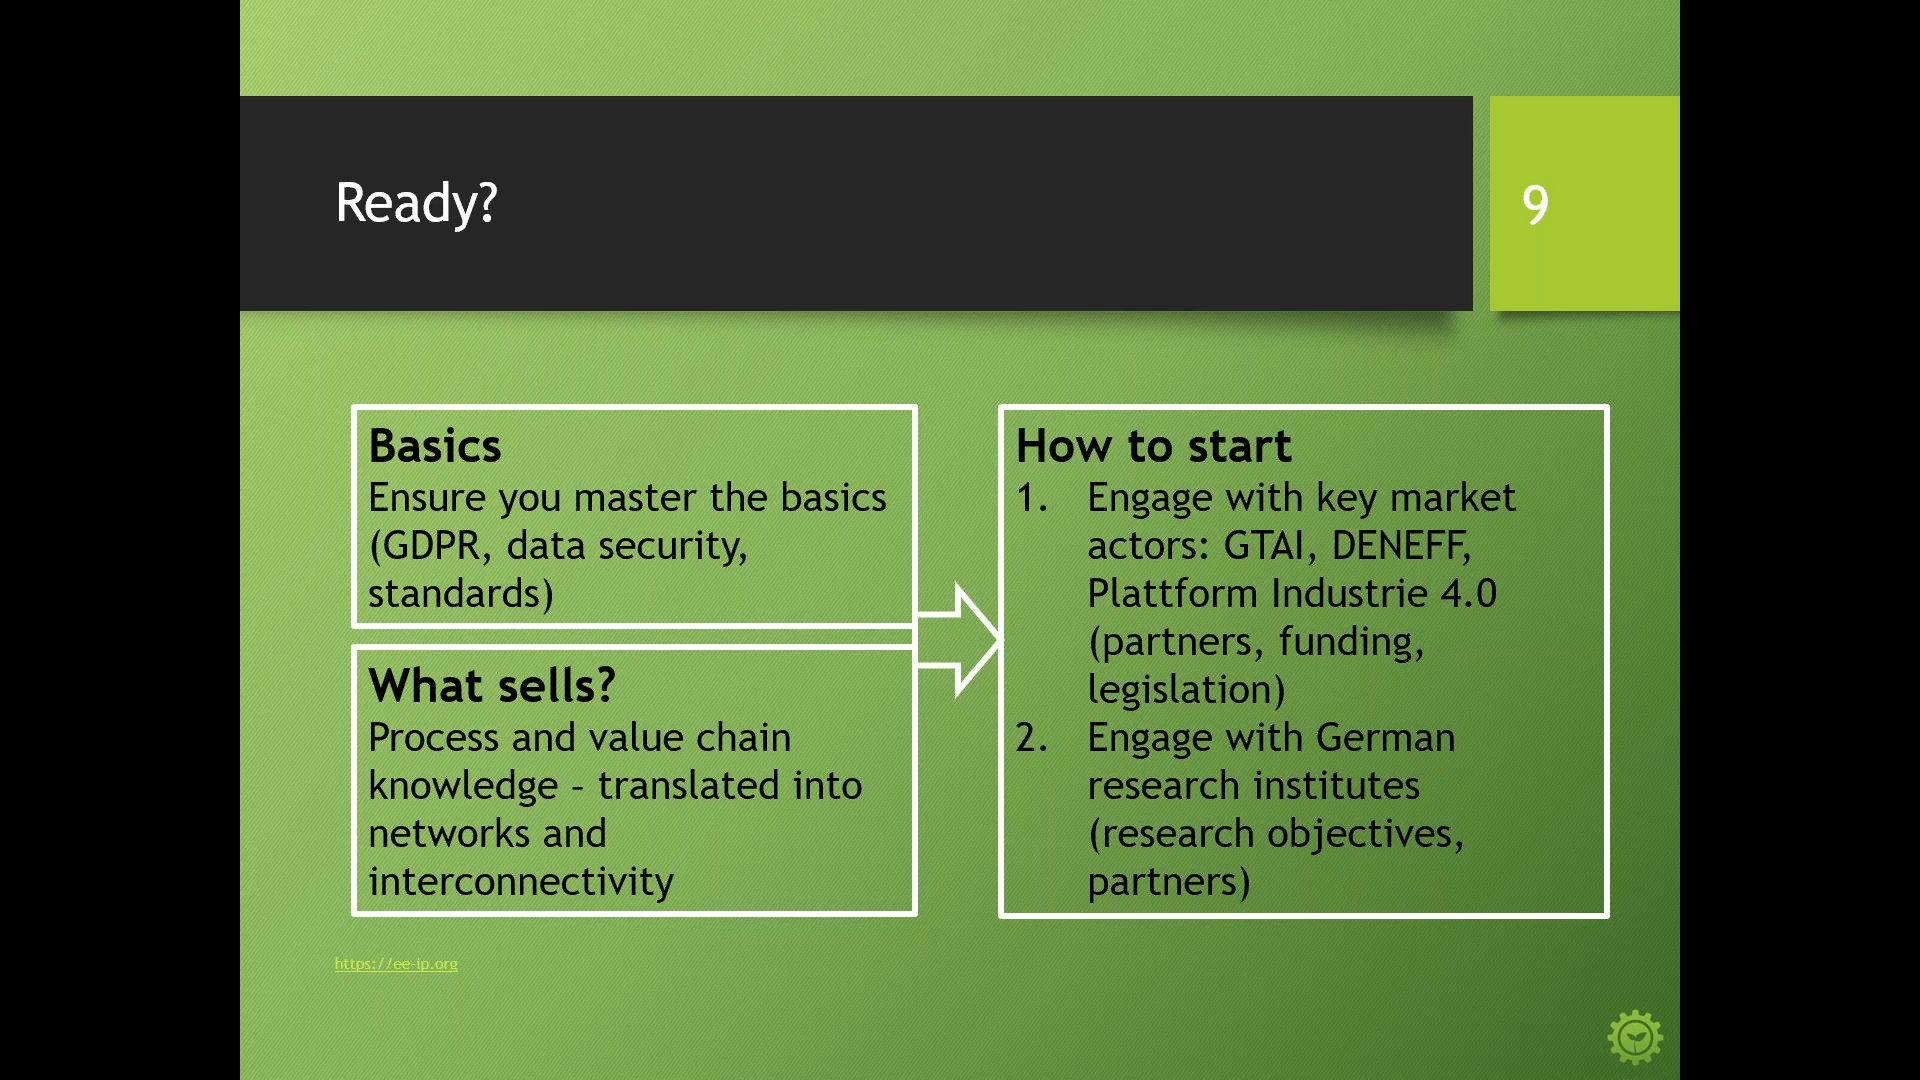 Ready?
9
Basics
Ensure you master the basics
(GDPR, data security,
standards)
What sells?
Process and value chain
knowledge – translated into
networks and
interconnectivity
How to start
1. Engage with key market
actors: GTAI, DENEFF,
Plattform Industrie 4.0
(partners, funding,
legislation)
2. Engage with German
research institutes
(research objectives,
partners)
https://ee-ip.org